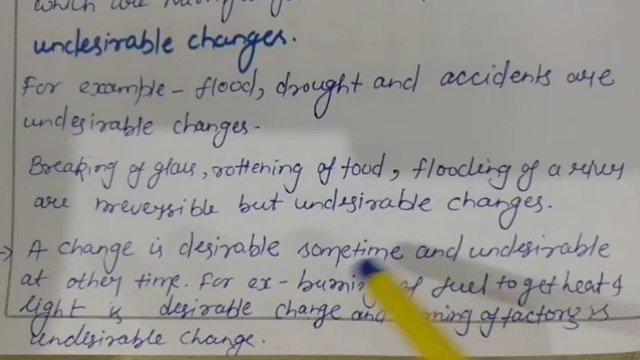 which are
undesirable changes.
For example - flood, drought and accidents are
undesirable changes-
Breaking of glass, rottening of food, flooding of a river
are irreversible but undesirable changes.
→ A change is desirable sometime and undesirable
at other time. For ex- burning of fuel to get heat &
light is desirable change and of factory is
undesirable change.